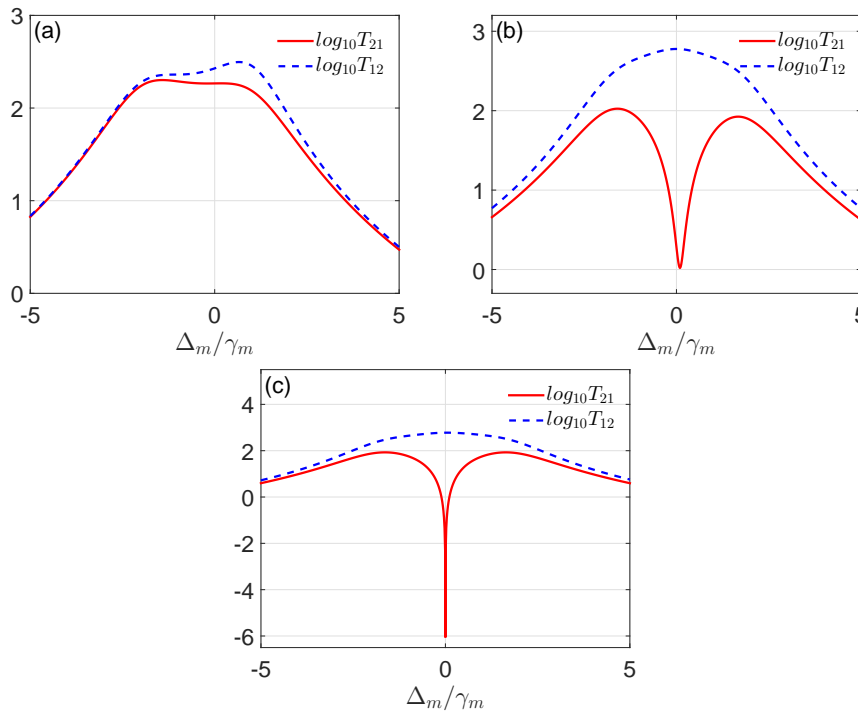 (a)
log₁₀T₂₁
log₁₀T₁₂
3
2
1
0
-5
0
5
Δₘ/γₘ
(b)
log₁₀T₂₁
log₁₀T₁₂
3
2
1
0
-5
0
5
Δₘ/γₘ
(c)
log₁₀T₂₁
log₁₀T₁₂
4
2
0
-2
-4
-6
-5
0
5
Δₘ/γₘ